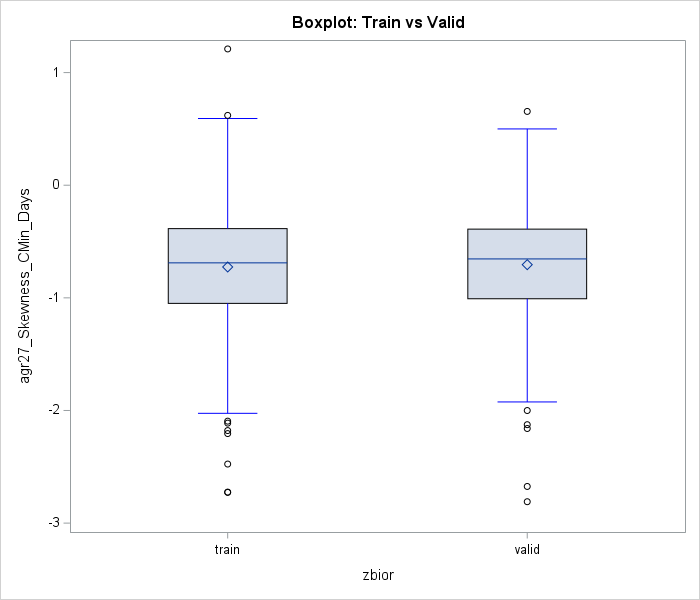 Boxplot: Train vs Valid
1
0
-1
-2
-3
agr27_Skewness_CMin_Days
train
valid
zbior